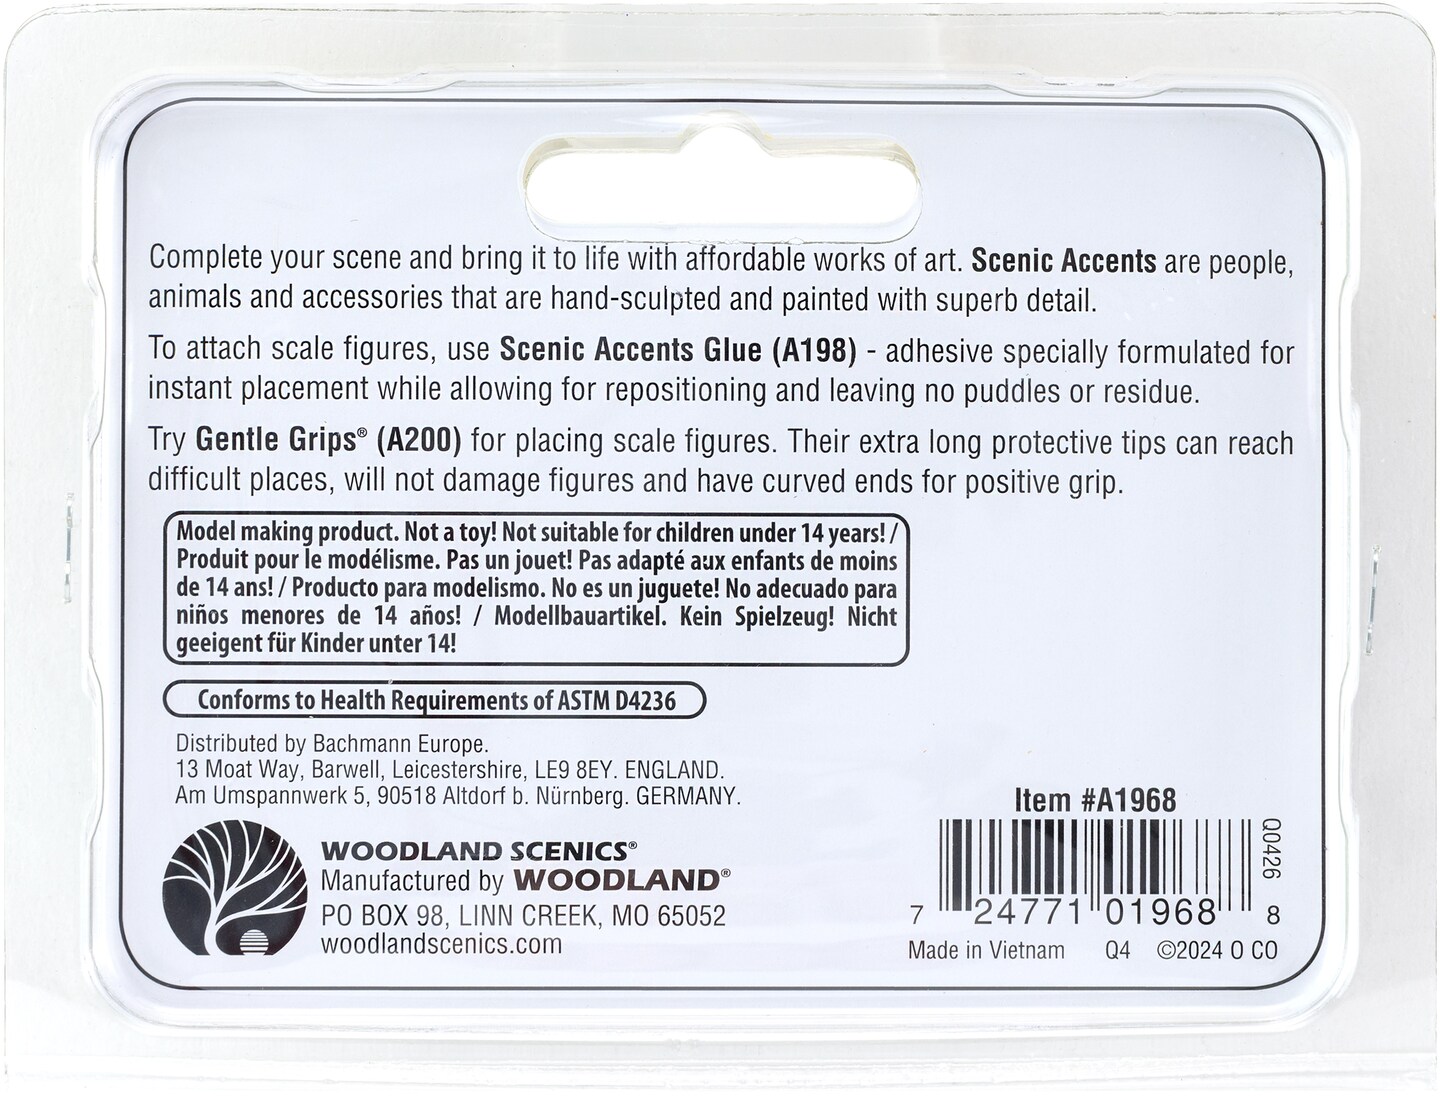 Complete your scene and bring it to life with affordable works of art. Scenic Accents are people,
animals and accessories that are hand-sculpted and painted with superb detail.
To attach scale figures, use Scenic Accents Glue (A198) - adhesive specially formulated for
instant placement while allowing for repositioning and leaving no puddles or residue.
Try Gentle Grips® (A200) for placing scale figures. Their extra long protective tips can reach
difficult places, will not damage figures and have curved ends for positive grip.
Model making product. Not a toy! Not suitable for children under 14 years! /
Produit pour le modélisme. Pas un jouet! Pas adapté aux enfants de moins
de 14 ans! / Producto para modelismo. No es un juguete! No adecuado para
niños menores de 14 años! / Modellbauartikel. Kein Spielzeug! Nicht
geeigent für Kinder unter 14!
Conforms to Health Requirements of ASTM D4236
Distributed by Bachmann Europe.
13 Moat Way, Barwell, Leicestershire, LE9 8EY. ENGLAND.
Am Umspannwerk 5, 90518 Altdorf b. Nürnberg. GERMANY.
WOODLAND SCENICS®
Manufactured by WOODLAND®
PO BOX 98, LINN CREEK, MO 65052
woodlandscenics.com
Item #A1968
Q0426
7 24771 01968 8
Made in Vietnam Q4 ©2024 O CO